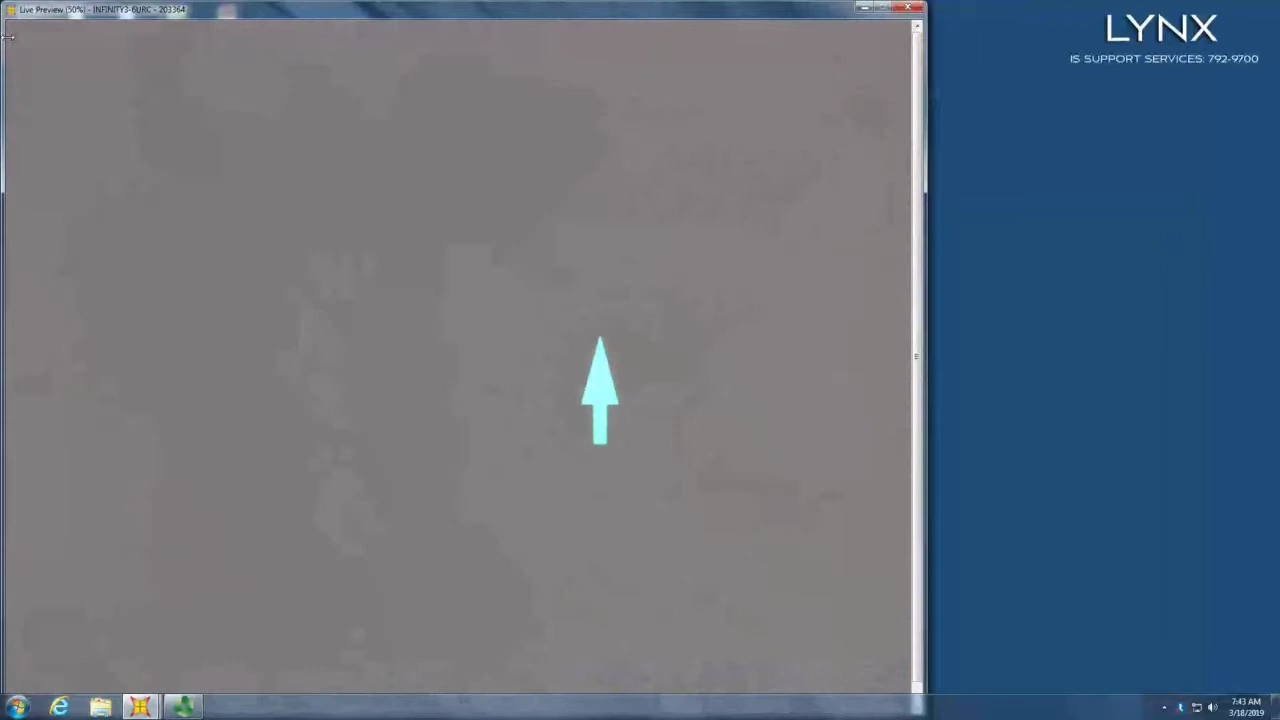 Live Preview (50%) - INFINITY3-6URC - 203364
LYNX
IS SUPPORT SERVICES: 792-9700
7:43 AM
3/18/2019